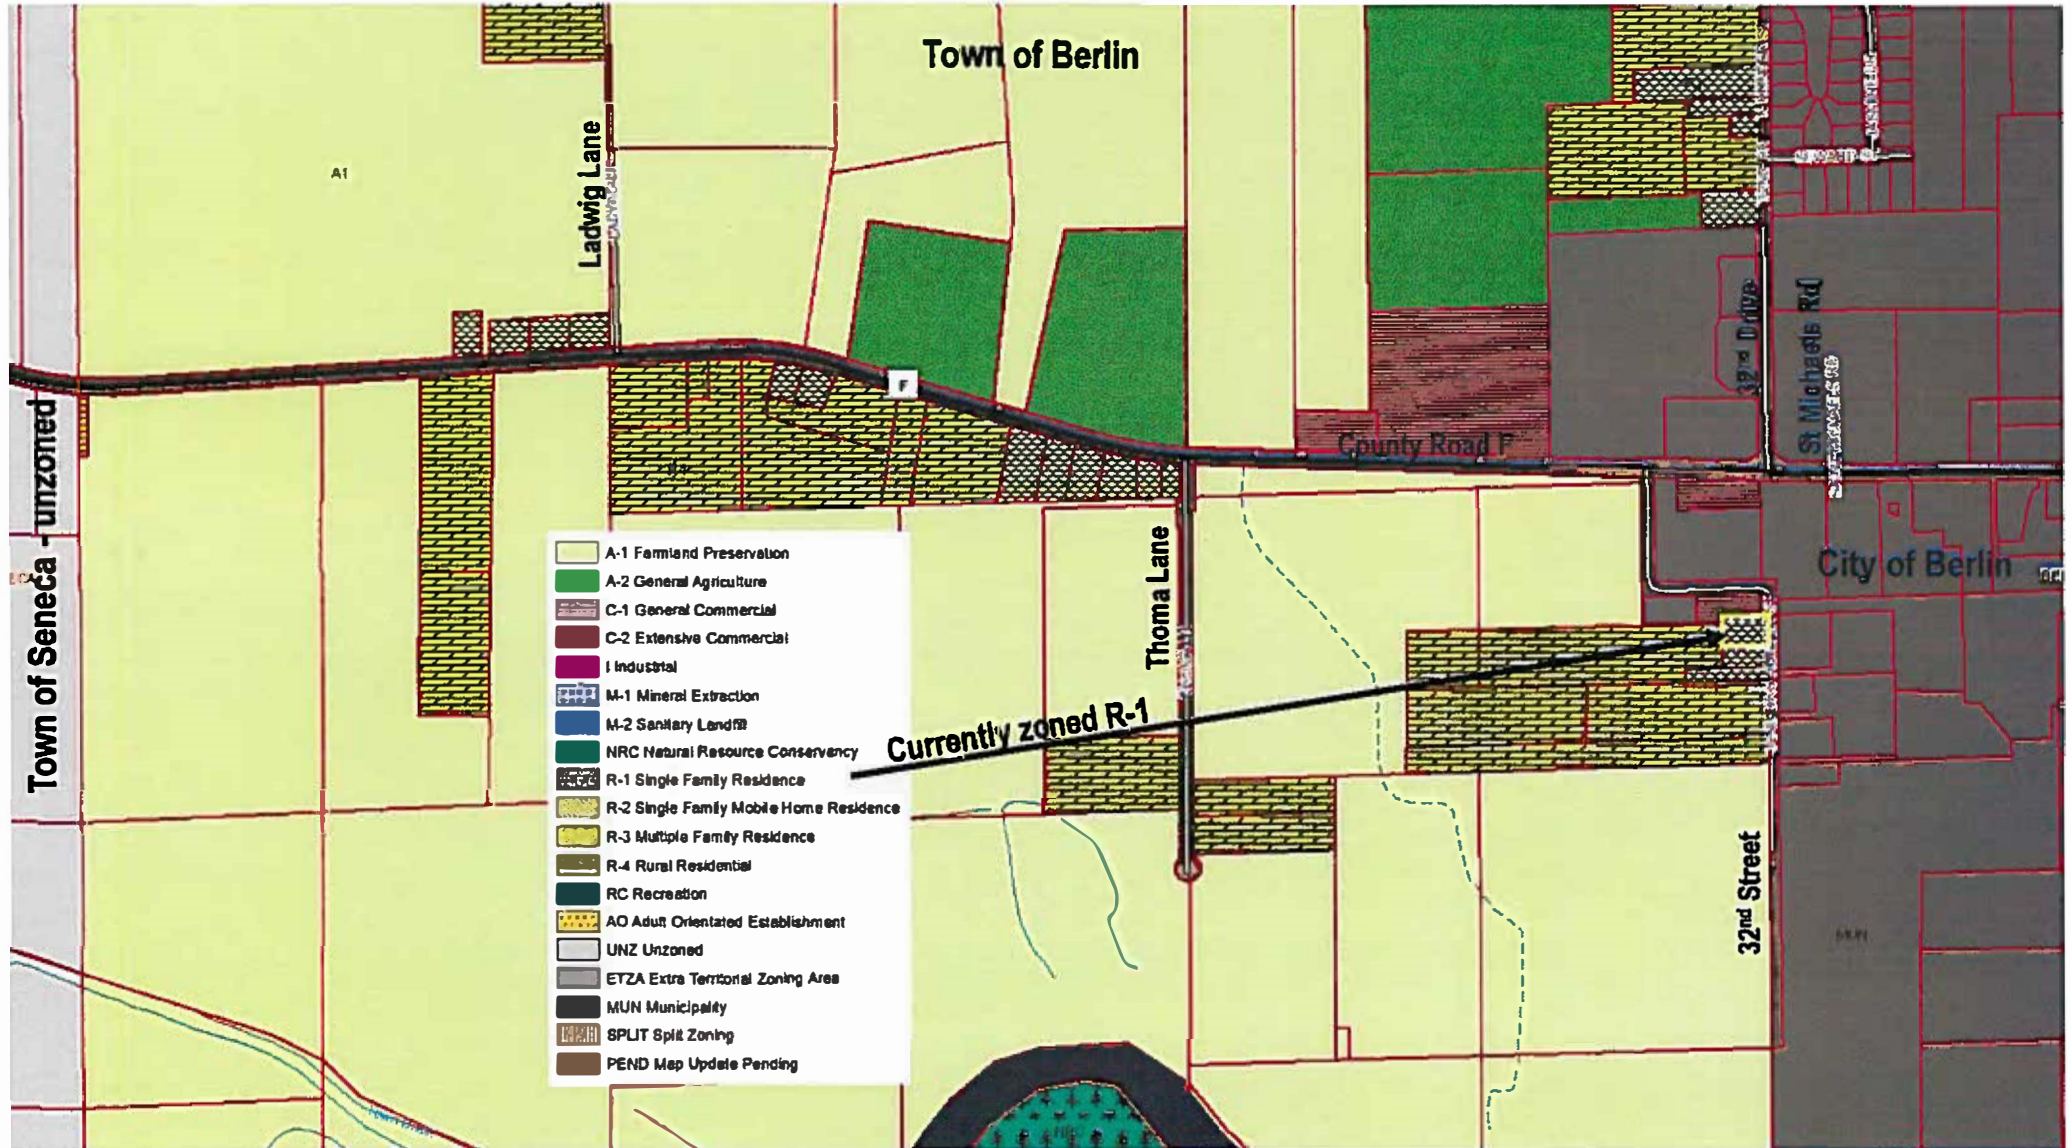 Town of Berlin
A1
Ladwig Lane
F
County Road F
32nd Drive
St Michaels Rd
Town of Seneca - unzoned
City of Berlin
Thoma Lane
A-1 Farmland Preservation
A-2 General Agriculture
C-1 General Commercial
C-2 Extensive Commercial
I Industrial
M-1 Mineral Extraction
M-2 Sanitary Landfill
NRC Natural Resource Conservancy
R-1 Single Family Residence
R-2 Single Family Mobile Home Residence
R-3 Multiple Family Residence
R-4 Rural Residential
RC Recreation
AO Adult Orientated Establishment
UNZ Unzoned
ETZA Extra Territorial Zoning Area
MUN Municipality
SPLIT Split Zoning
PEND Map Update Pending
Currently zoned R-1
32nd Street
MUN